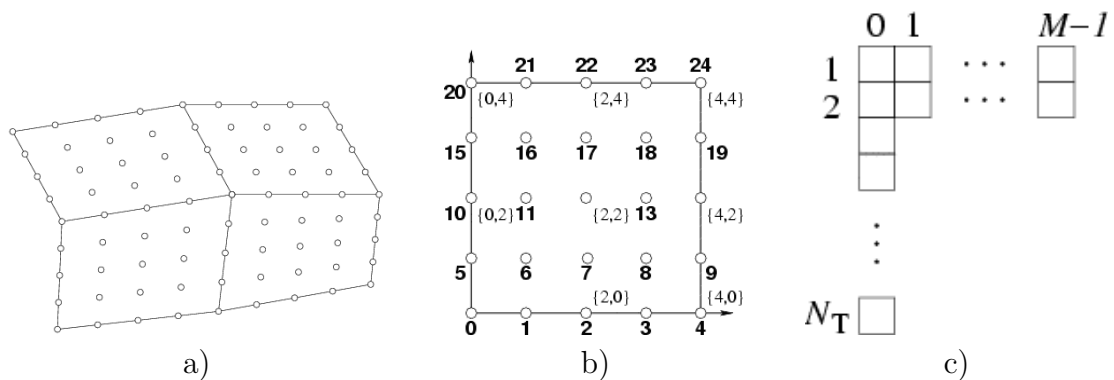 0 1 M−1
1 ...
2 ...
N_T
21 22 23 24
20 {0,4} {2,4} {4,4}
15 16 17 18 19
10 {0,2} 11 {2,2} 13 {4,2}
5 6 7 8 9
{2,0} {4,0}
0 1 2 3 4
a) b) c)